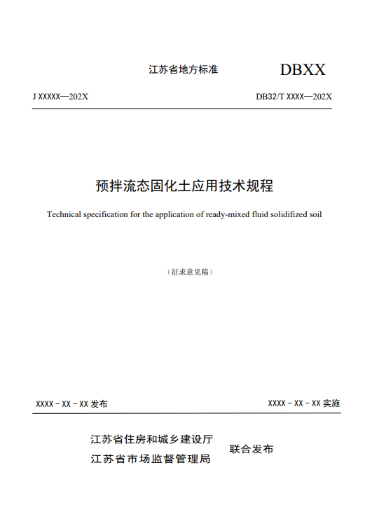 江苏省地方标准 DBXX
J XXXXX—202X DB32/T XXXX—202X
预拌流态固化土应用技术规程
Technical specification for the application of ready-mixed fluid solidifized soil
（征求意见稿）
XXXX－XX－XX 发布 XXXX－XX－XX 实施
江苏省住房和城乡建设厅
江苏省市场监督管理局
联合发布